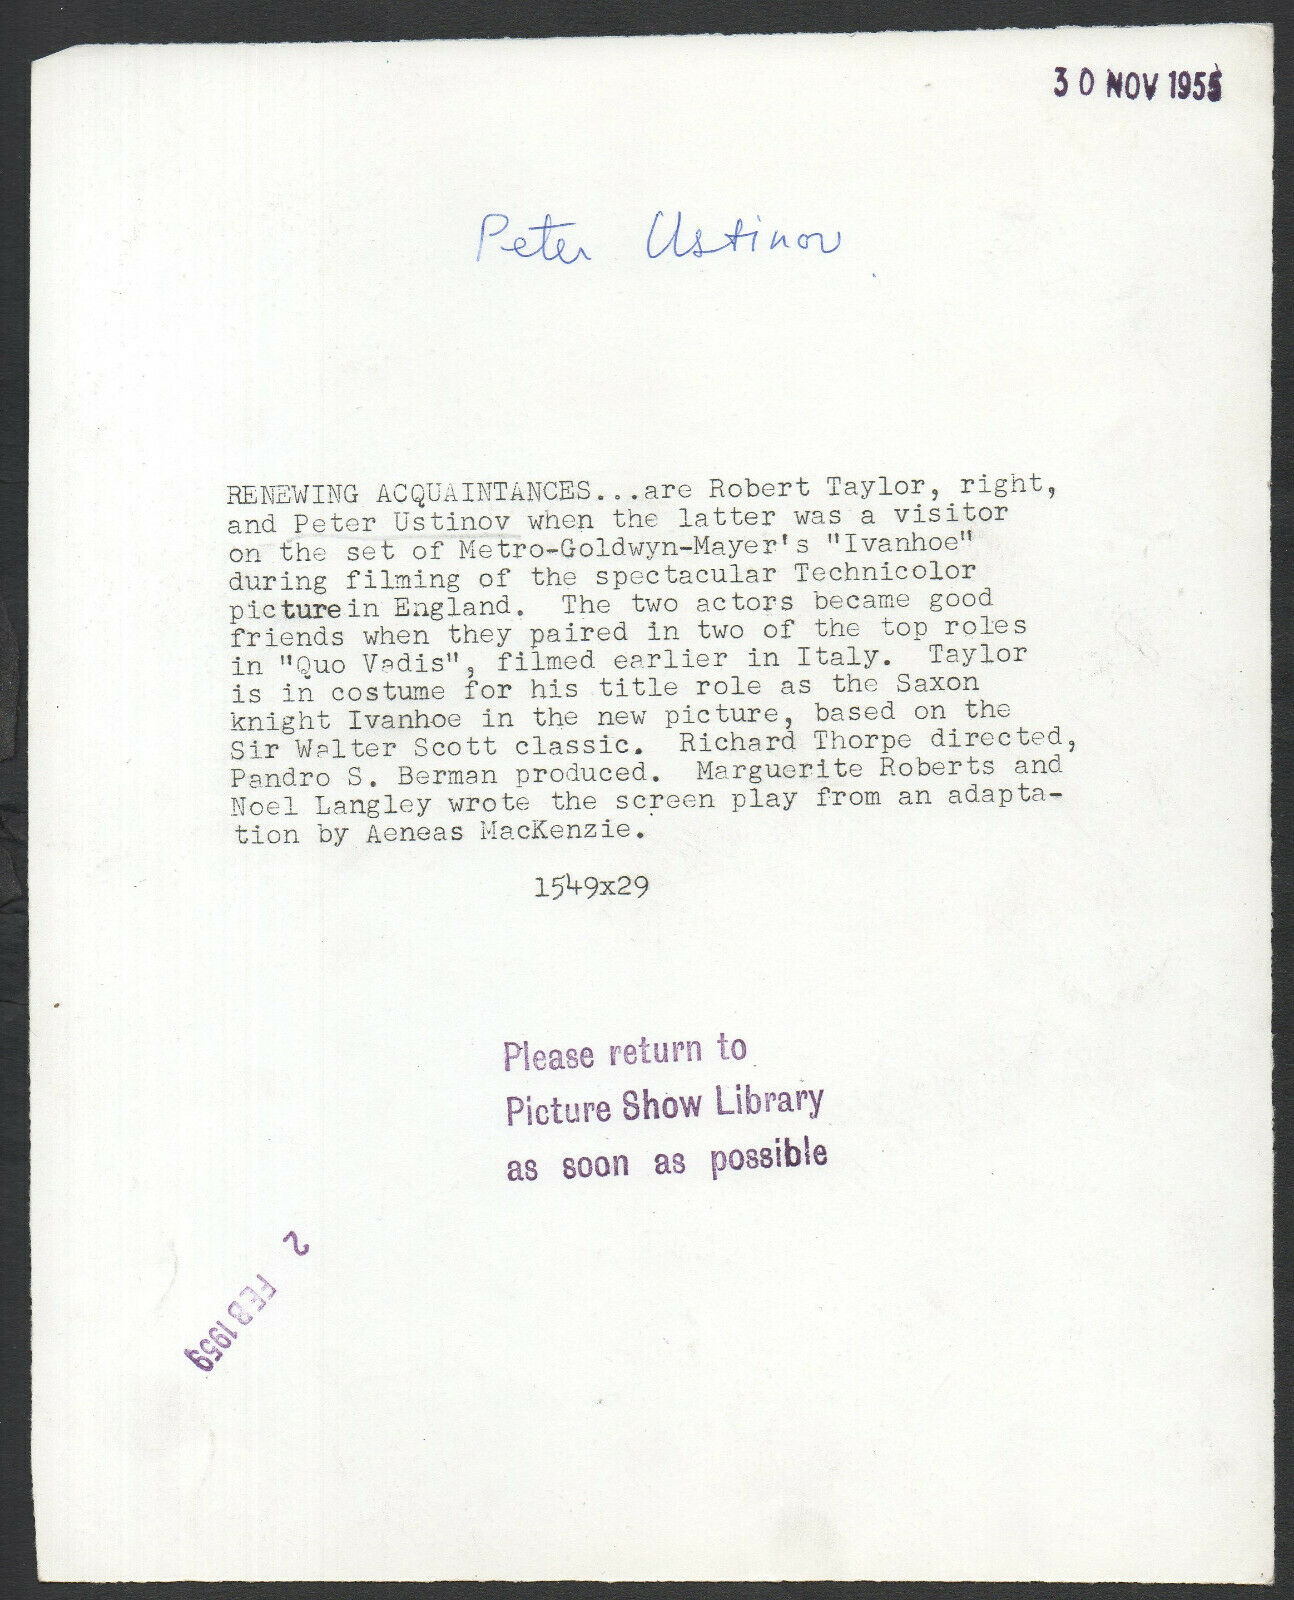 30 NOV 1955
Peter Ustinov
RENEWING ACQUAINTANCES...are Robert Taylor, right,
and Peter Ustinov when the latter was a visitor
on the set of Metro-Goldwyn-Mayer's "Ivanhoe"
during filming of the spectacular Technicolor
picture in England. The two actors became good
friends when they paired in two of the top roles
in "Quo Vadis", filmed earlier in Italy. Taylor
is in costume for his title role as the Saxon
knight Ivanhoe in the new picture, based on the
Sir Walter Scott classic. Richard Thorpe directed,
Pandro S. Berman produced. Marguerite Roberts and
Noel Langley wrote the screen play from an adapta-
tion by Aeneas MacKenzie.
1549x29
Please return to
Picture Show Library
as soon as possible
2 FEB 1959